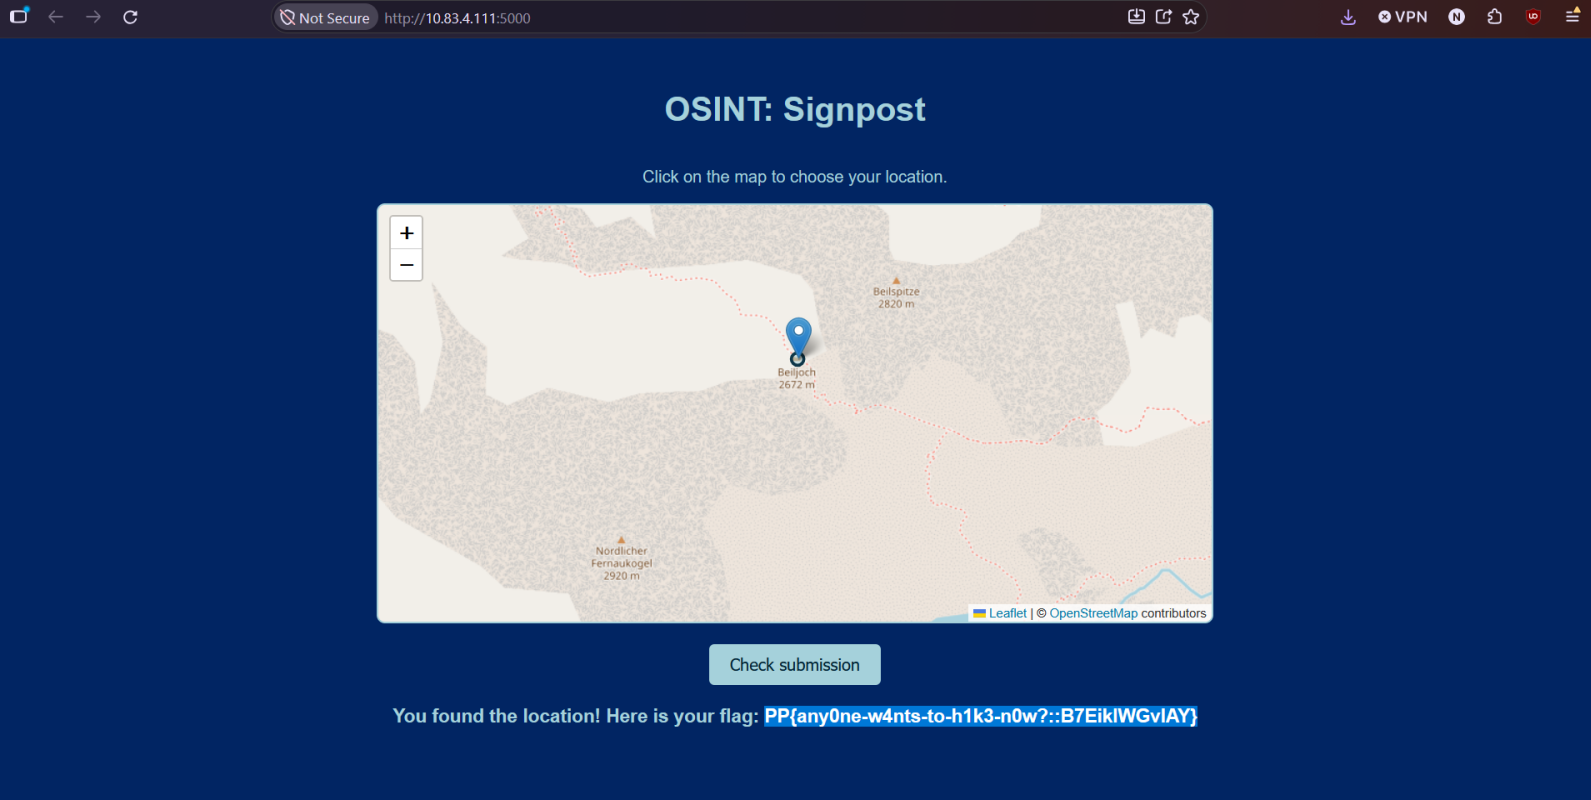 Not Secure http://10.83.4.111:5000
VPN
N
OSINT: Signpost
Click on the map to choose your location.
+
−
Beilspitze
2820 m
Beiljoch
2672 m
Nördlicher
Fernaukogel
2920 m
Leaflet | © OpenStreetMap contributors
Check submission
You found the location! Here is your flag: PP{any0ne-w4nts-to-h1k3-n0w?::B7EikIWGvIAY}